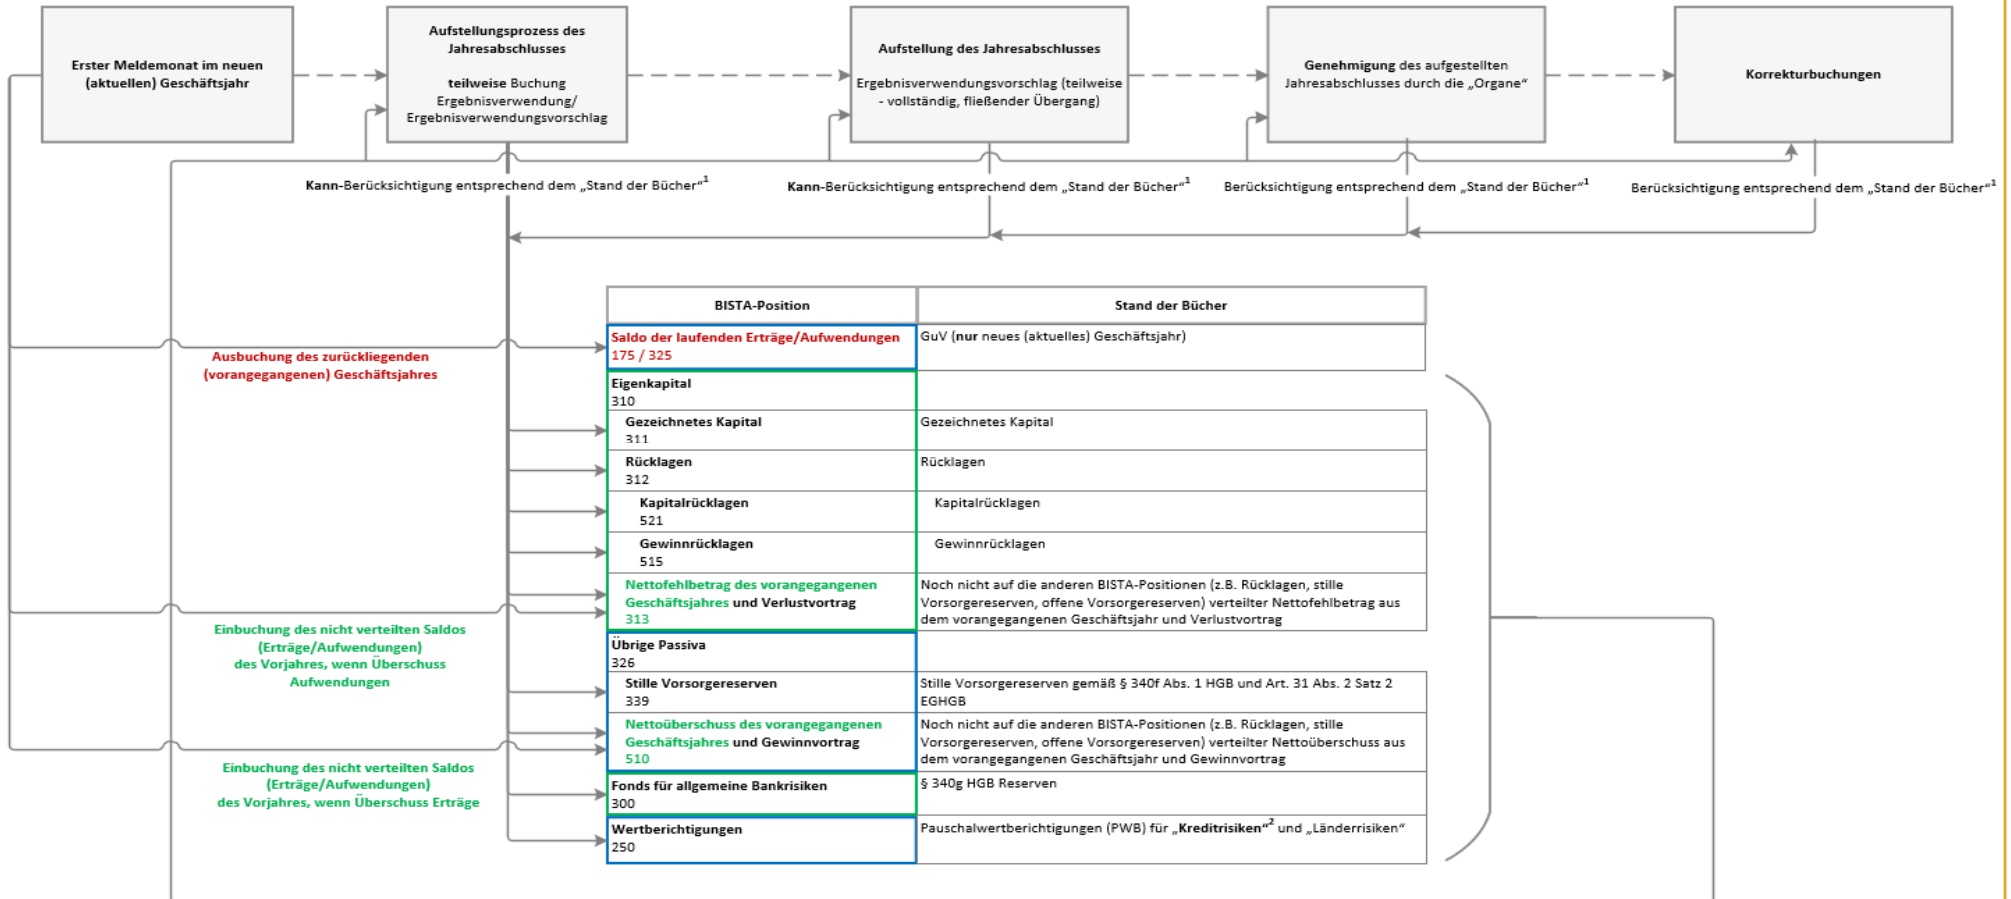 Erster Meldemonat im neuen
(aktuellen) Geschäftsjahr
Aufstellungsprozess des
Jahresabschlusses
teilweise Buchung
Ergebnisverwendung/
Ergebnisverwendungsvorschlag
Aufstellung des Jahresabschlusses
Ergebnisverwendungsvorschlag (teilweise
- vollständig, fließender Übergang)
Genehmigung des aufgestellten
Jahresabschlusses durch die „Organe“
Korrekturbuchungen
Kann-Berücksichtigung entsprechend dem „Stand der Bücher“¹
Kann-Berücksichtigung entsprechend dem „Stand der Bücher“¹
Berücksichtigung entsprechend dem „Stand der Bücher“¹
Berücksichtigung entsprechend dem „Stand der Bücher“¹
BISTA-Position
Stand der Bücher
Saldo der laufenden Erträge/Aufwendungen
175 / 325
GuV (nur neues (aktuelles) Geschäftsjahr)
Ausbuchung des zurückliegenden
(vorangegangenen) Geschäftsjahres
Eigenkapital
310
Gezeichnetes Kapital
311
Gezeichnetes Kapital
Rücklagen
312
Rücklagen
Kapitalrücklagen
521
Kapitalrücklagen
Gewinnrücklagen
515
Gewinnrücklagen
Nettofehlbetrag des vorangegangenen
Geschäftsjahres und Verlustvortrag
313
Noch nicht auf die anderen BISTA-Positionen (z.B. Rücklagen, stille
Vorsorgereserven, offene Vorsorgereserven) verteilter Nettofehlbetrag aus
dem vorangegangenen Geschäftsjahr und Verlustvortrag
Einbuchung des nicht verteilten Saldos
(Erträge/Aufwendungen)
des Vorjahres, wenn Überschuss
Aufwendungen
Übrige Passiva
326
Stille Vorsorgereserven
339
Stille Vorsorgereserven gemäß § 340f Abs. 1 HGB und Art. 31 Abs. 2 Satz 2
EGHGB
Nettoüberschuss des vorangegangenen
Geschäftsjahres und Gewinnvortrag
510
Noch nicht auf die anderen BISTA-Positionen (z.B. Rücklagen, stille
Vorsorgereserven, offene Vorsorgereserven) verteilter Nettoüberschuss aus
dem vorangegangenen Geschäftsjahr und Gewinnvortrag
Einbuchung des nicht verteilten Saldos
(Erträge/Aufwendungen)
des Vorjahres, wenn Überschuss Erträge
Fonds für allgemeine Bankrisiken
300
§ 340g HGB Reserven
Wertberichtigungen
250
Pauschalwertberichtigungen (PWB) für „Kreditrisiken“² und „Länderrisiken“